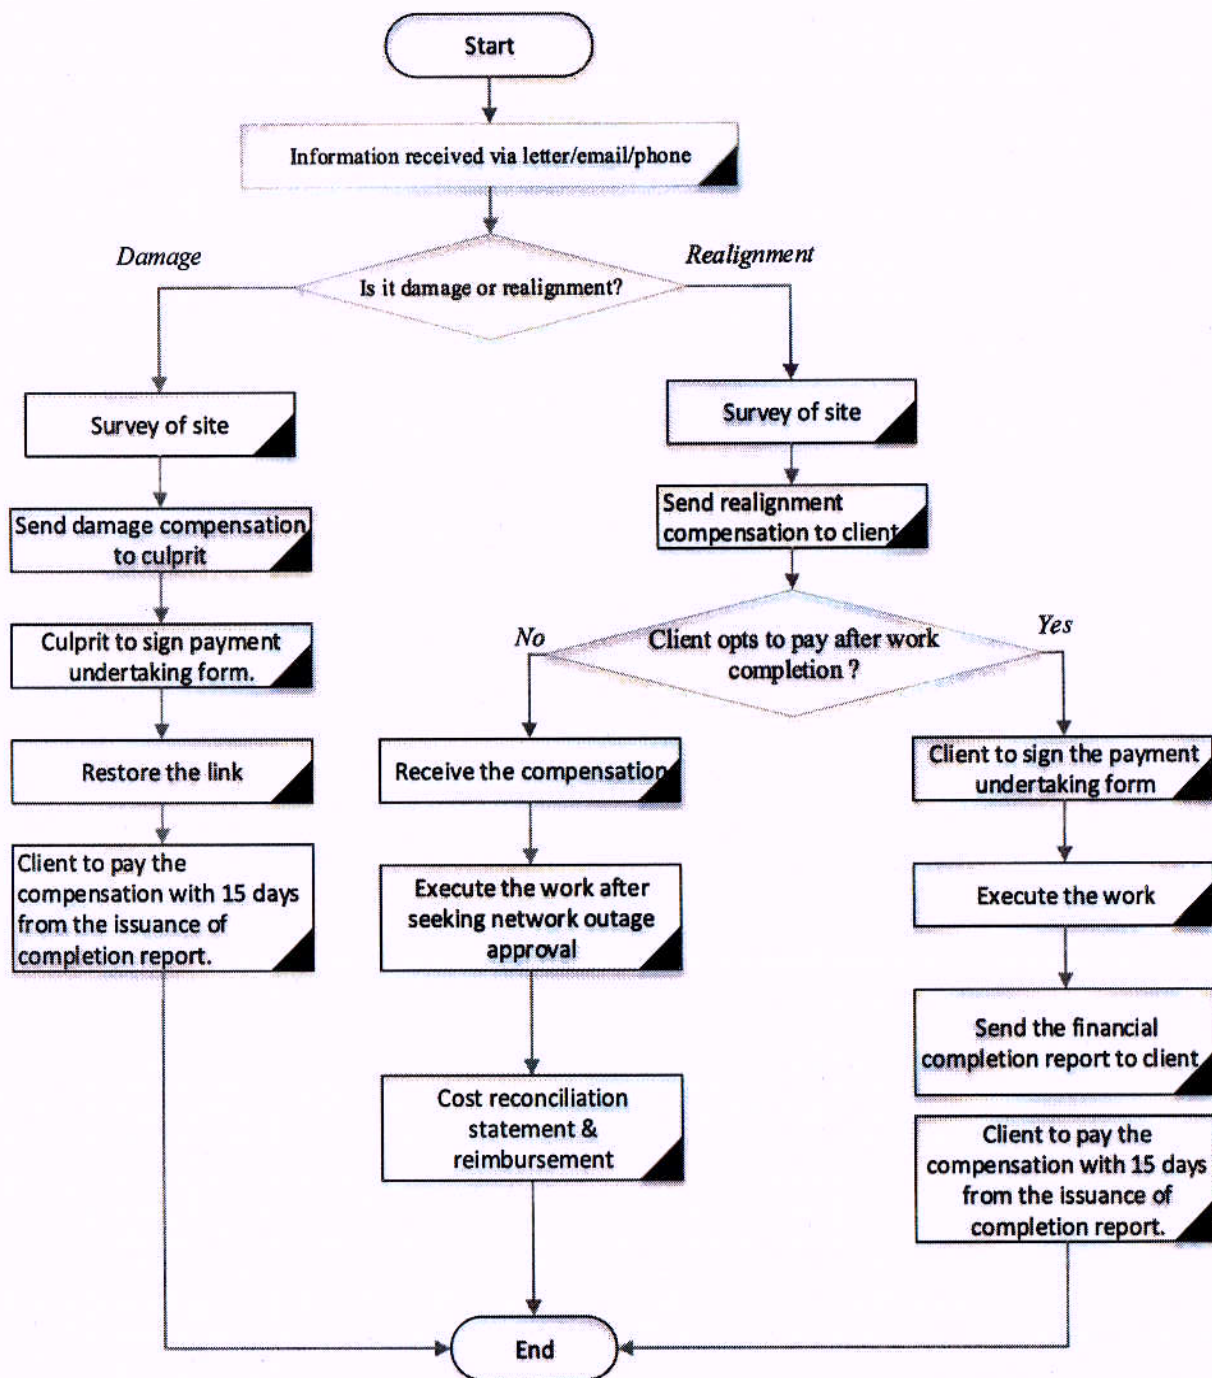 Start
Information received via letter/email/phone
Damage
Realignment
Is it damage or realignment?
Survey of site
Survey of site
Send damage compensation
to culprit
Send realignment
compensation to client
Culprit to sign payment
undertaking form.
No
Client opts to pay after work
completion ?
Yes
Restore the link
Receive the compensation
Client to sign the payment
undertaking form
Client to pay the
compensation with 15 days
from the issuance of
completion report.
Execute the work after
seeking network outage
approval
Execute the work
Send the financial
completion report to client
Cost reconciliation
statement &
reimbursement
Client to pay the
compensation with 15 days
from the issuance of
completion report.
End